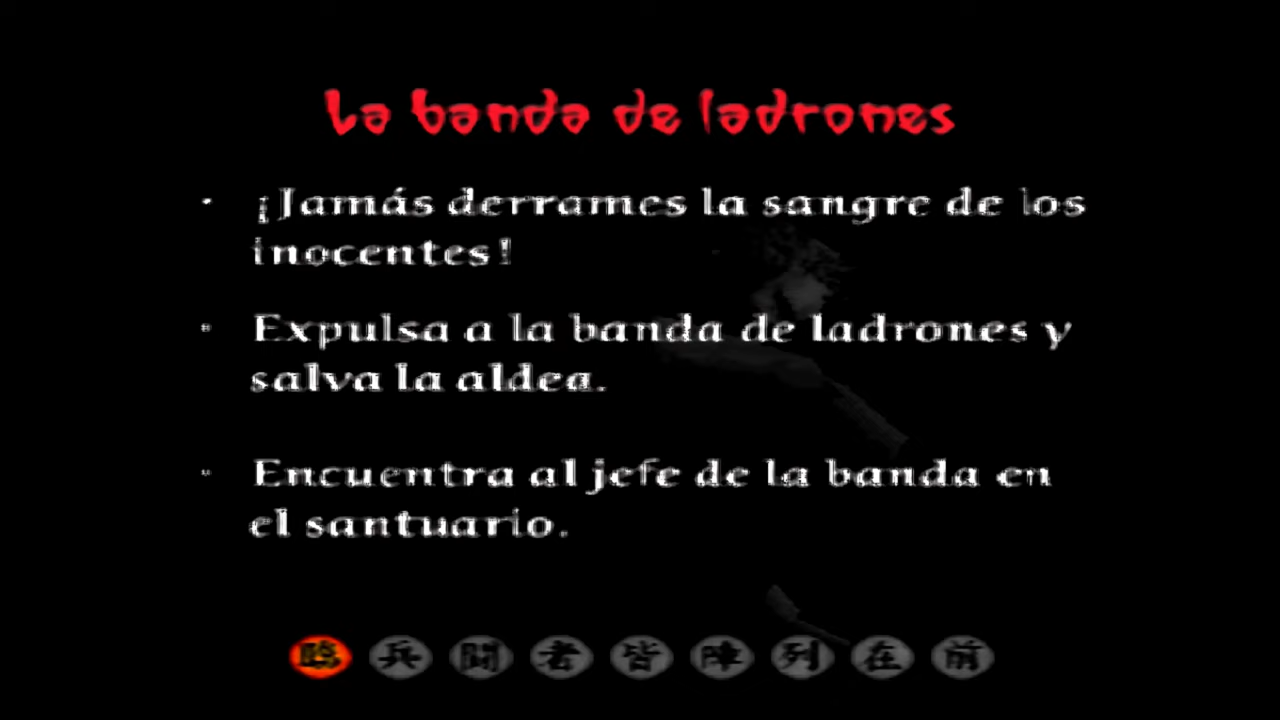 La banda de ladrones
· ¡Jamás derrames la sangre de los
inocentes!
· Expulsa a la banda de ladrones y
salva la aldea.
· Encuentra al jefe de la banda en
el santuario.
臨 兵 闘 者 皆 陣 列 在 前